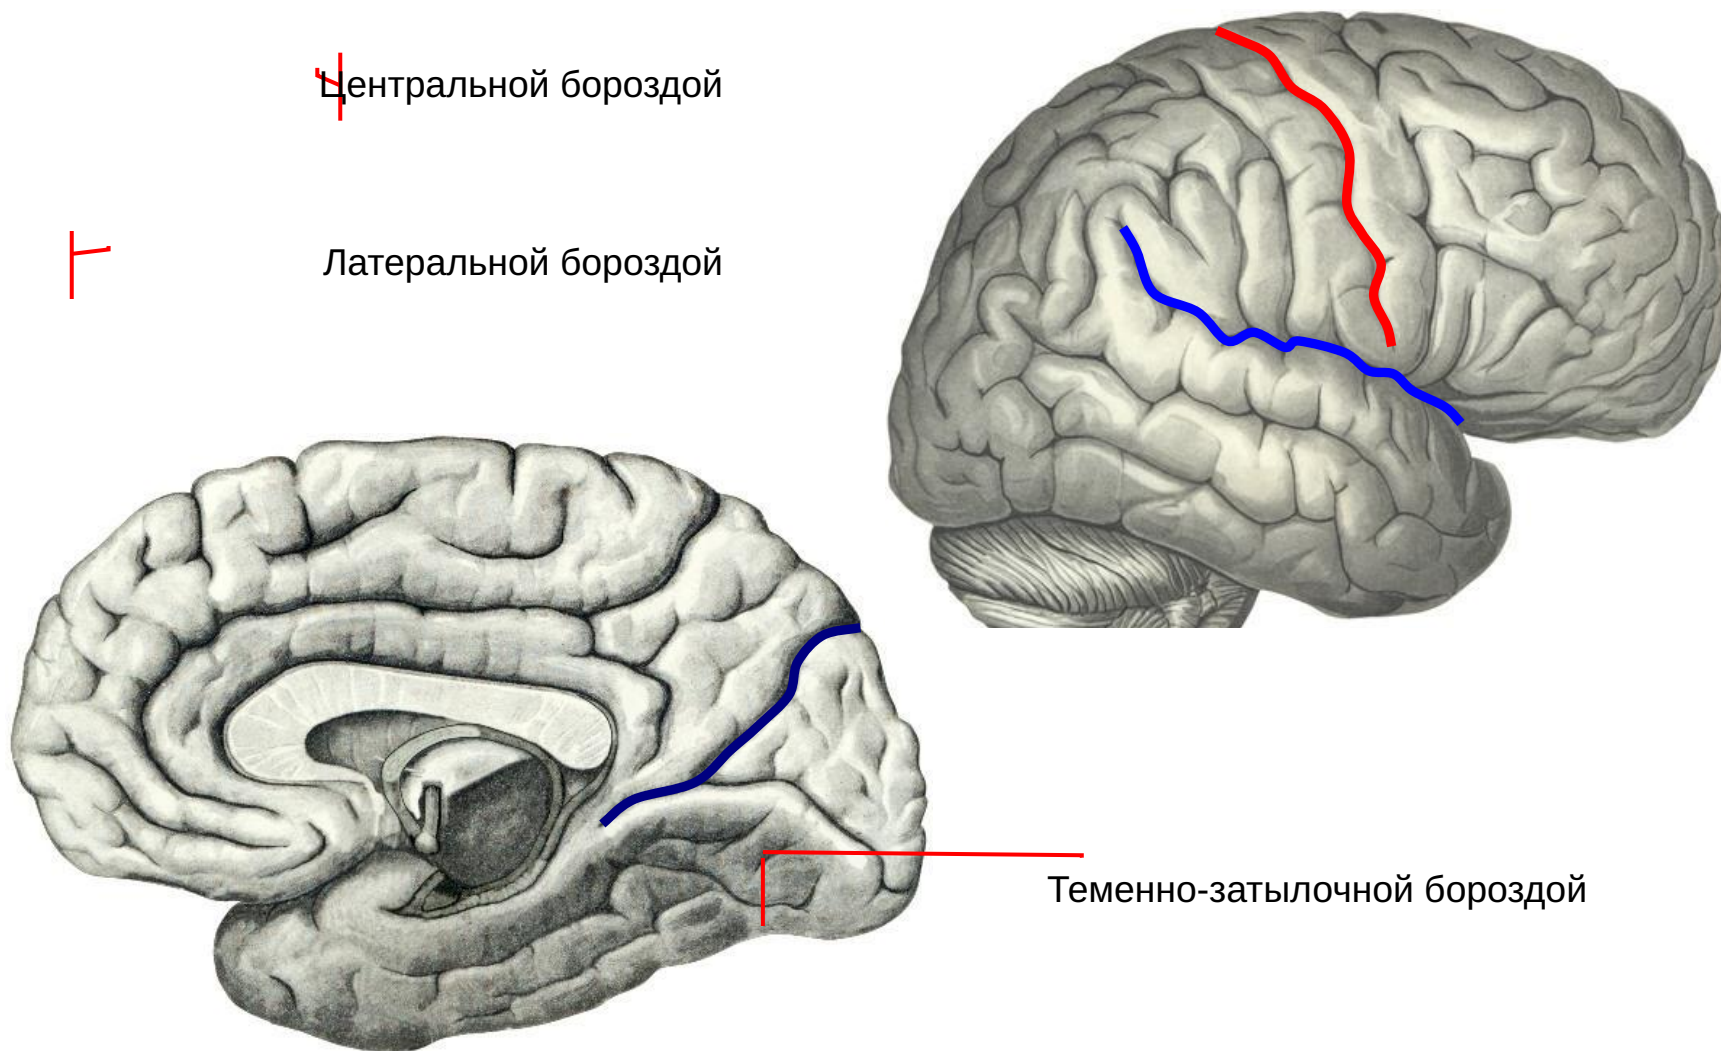 Центральной бороздой
Латеральной бороздой
Теменно-затылочной бороздой